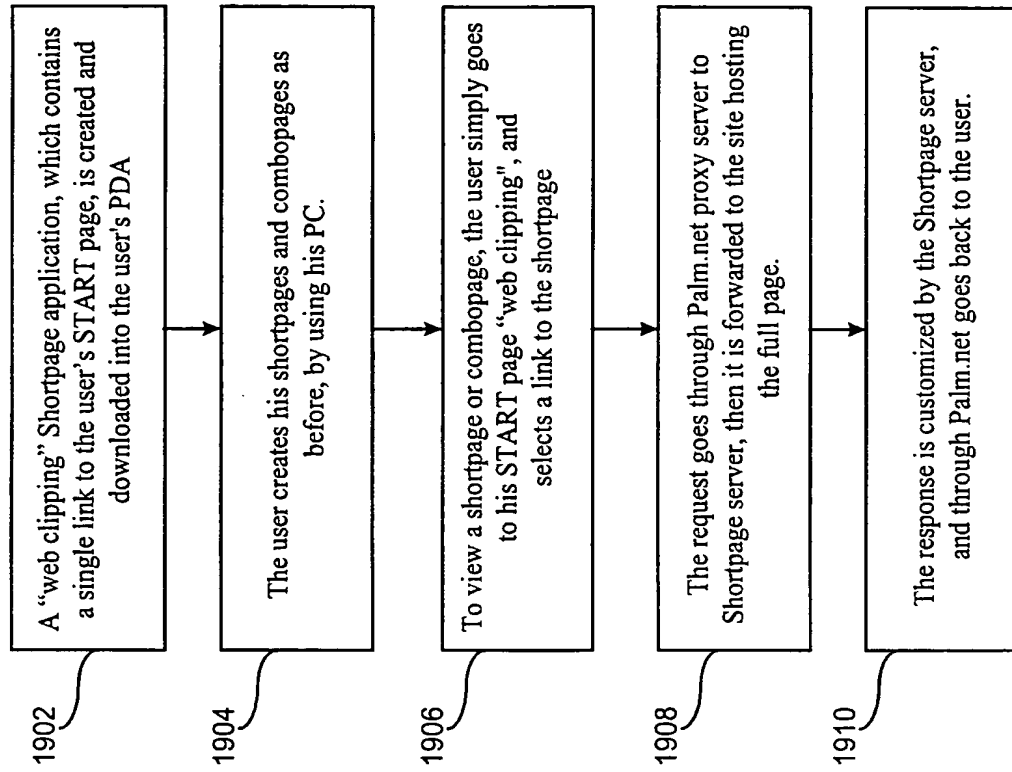 1902
A “web clipping” Shortpage application, which contains
a single link to the user's START page, is created and
downloaded into the user's PDA
1904
The user creates his shortpages and combopages as
before, by using his PC.
1906
To view a shortpage or combopage, the user simply goes
to his START page “web clipping", and
selects a link to the shortpage
1908
The request goes through Palm.net proxy server to
Shortpage server, then it is forwarded to the site hosting
the full page.
1910
The response is customized by the Shortpage server,
and through Palm.net goes back to the user.